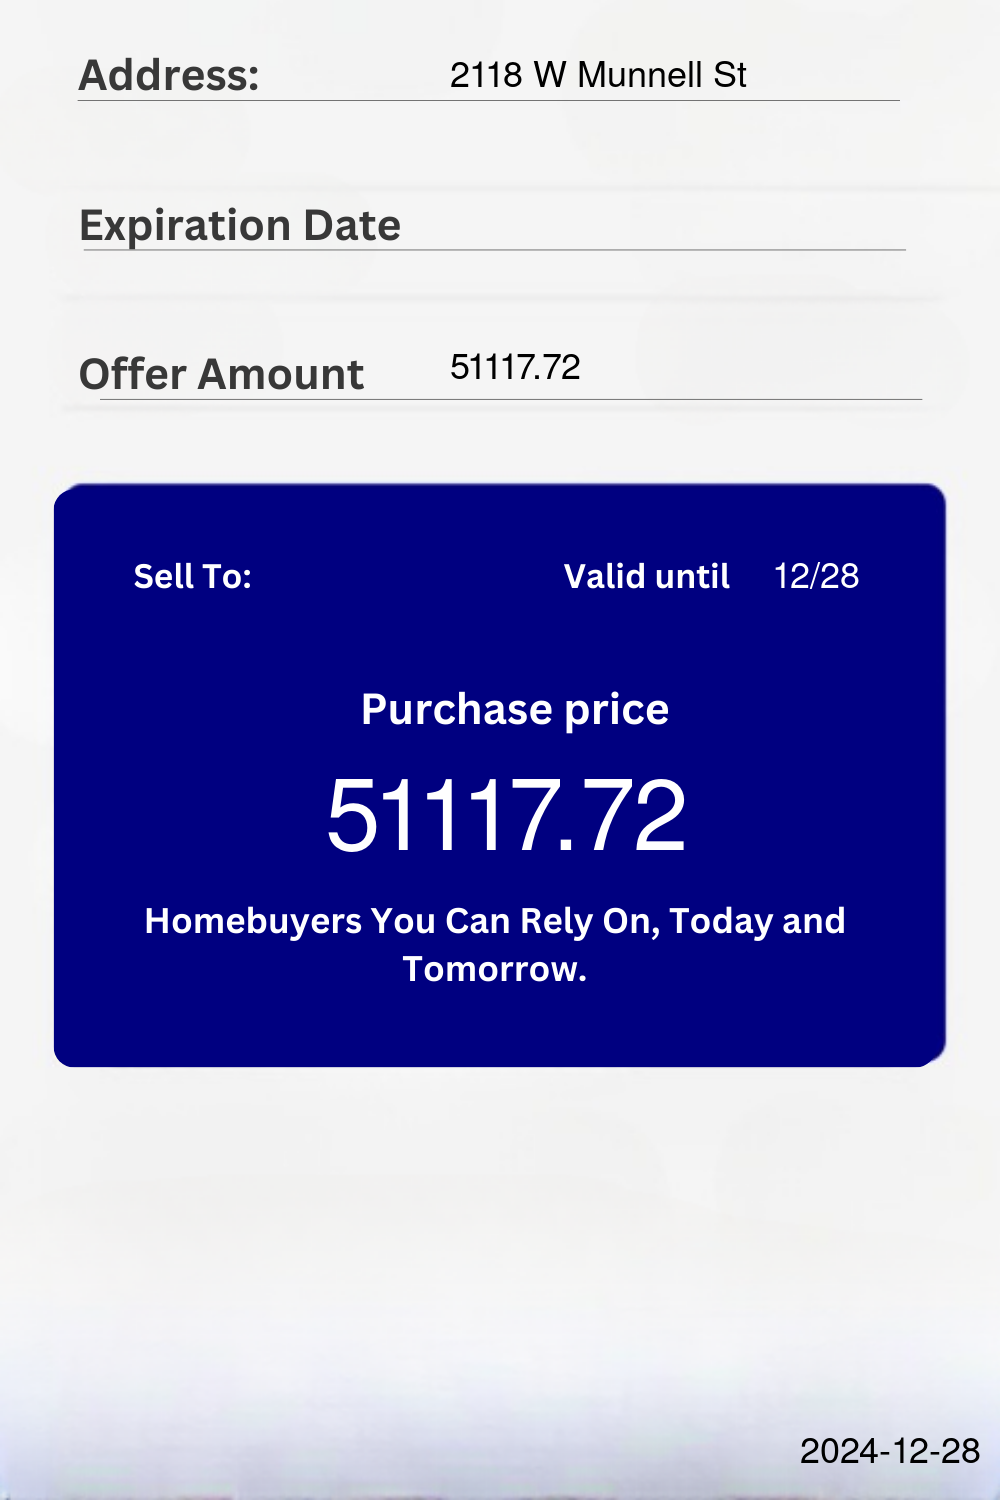 Address: 2118 W Munnell St
Expiration Date
Offer Amount 51117.72
Sell To: Valid until 12/28
Purchase price
51117.72
Homebuyers You Can Rely On, Today and
Tomorrow.
2024-12-28